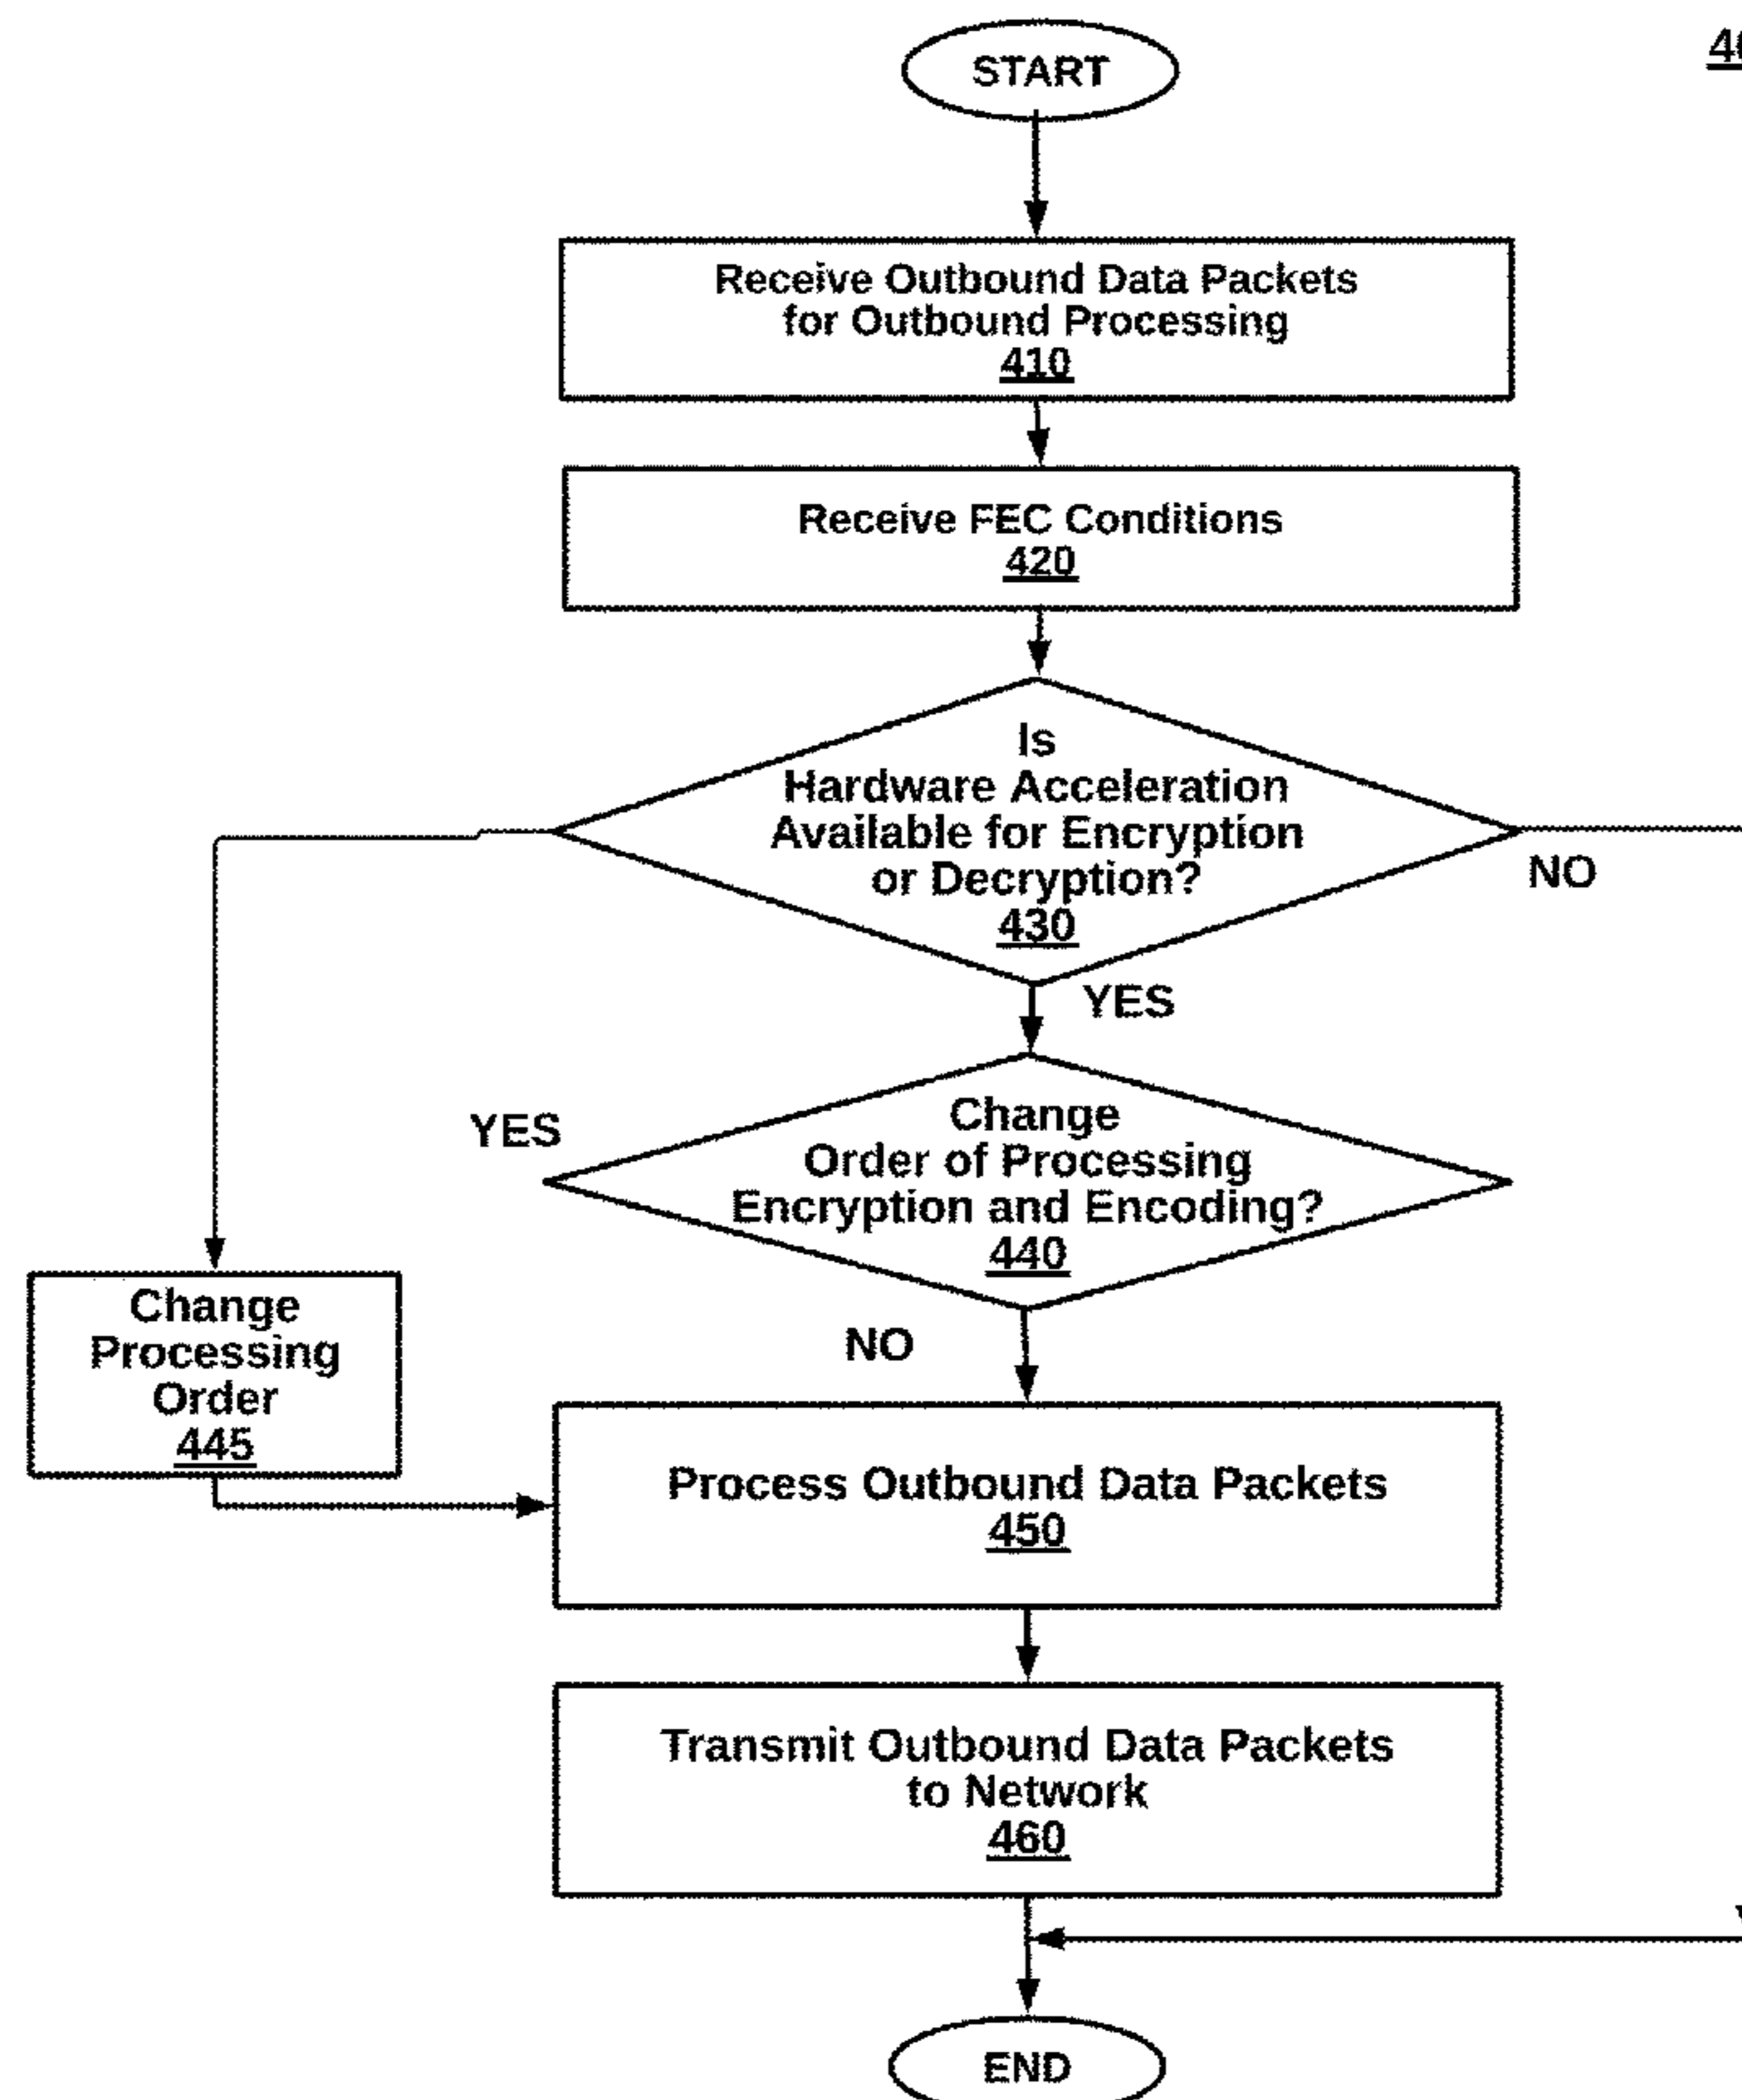 START
Receive Outbound Data Packets
for Outbound Processing
410
Receive FEC Conditions
420
Is
Hardware Acceleration
Available for Encryption
or Decryption?
430
NO
YES
Change
Order of Processing
Encryption and Encoding?
440
YES
NO
Change
Processing
Order
445
Process Outbound Data Packets
450
Transmit Outbound Data Packets
to Network
460
END